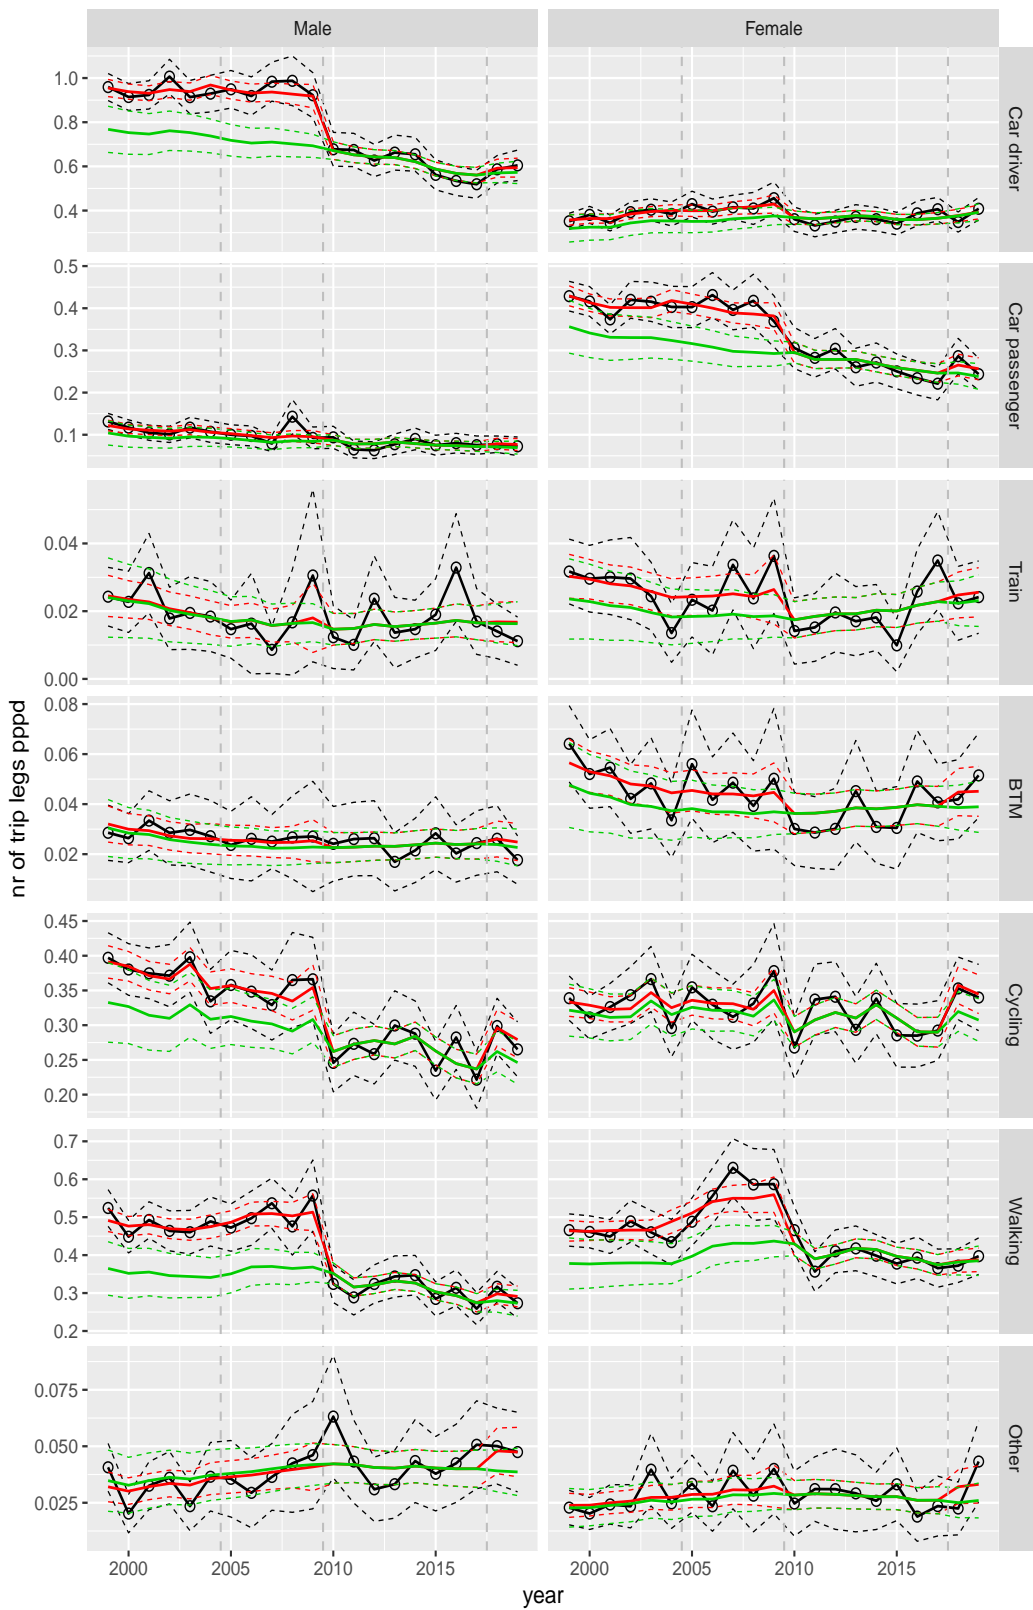 Male Female
1.0
0.8
0.6
0.4
Car driver
0.5
0.4
0.3
0.2
0.1
Car passenger
0.04
0.02
0.00
Train
0.08
0.06
0.04
0.02
BTM
nr of trip legs pppd
0.45
0.40
0.35
0.30
0.25
0.20
Cycling
0.7
0.6
0.5
0.4
0.3
0.2
Walking
0.075
0.050
0.025
Other
2000 2005 2010 2015 2000 2005 2010 2015
year